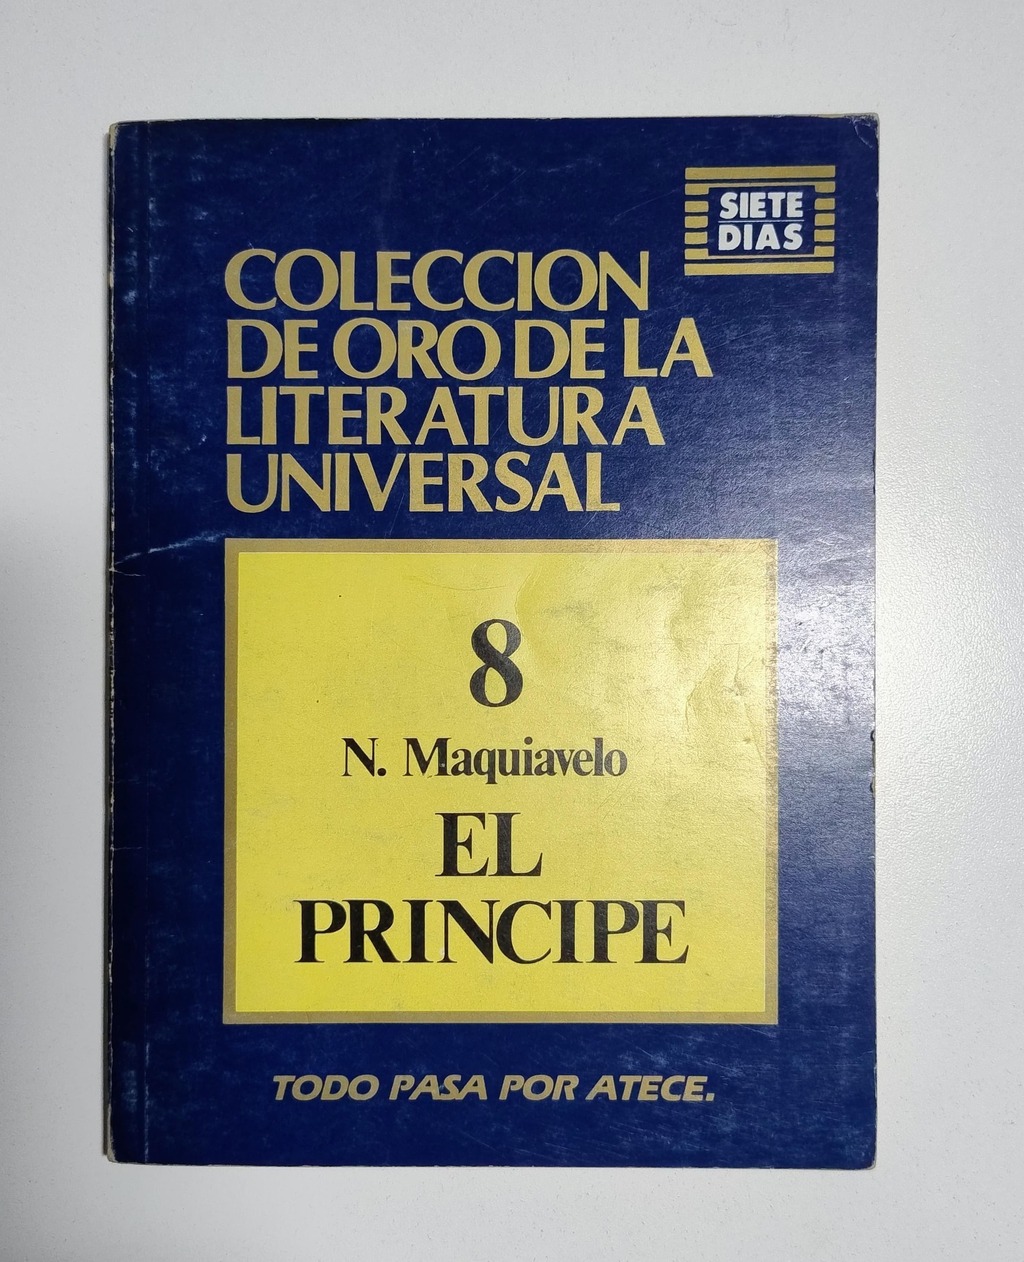 SIETE
DIAS
COLECCION
DE ORO DE LA
LITERATURA
UNIVERSAL
8
N. Maquiavelo
EL
PRINCIPE
TODO PASA POR ATECE.